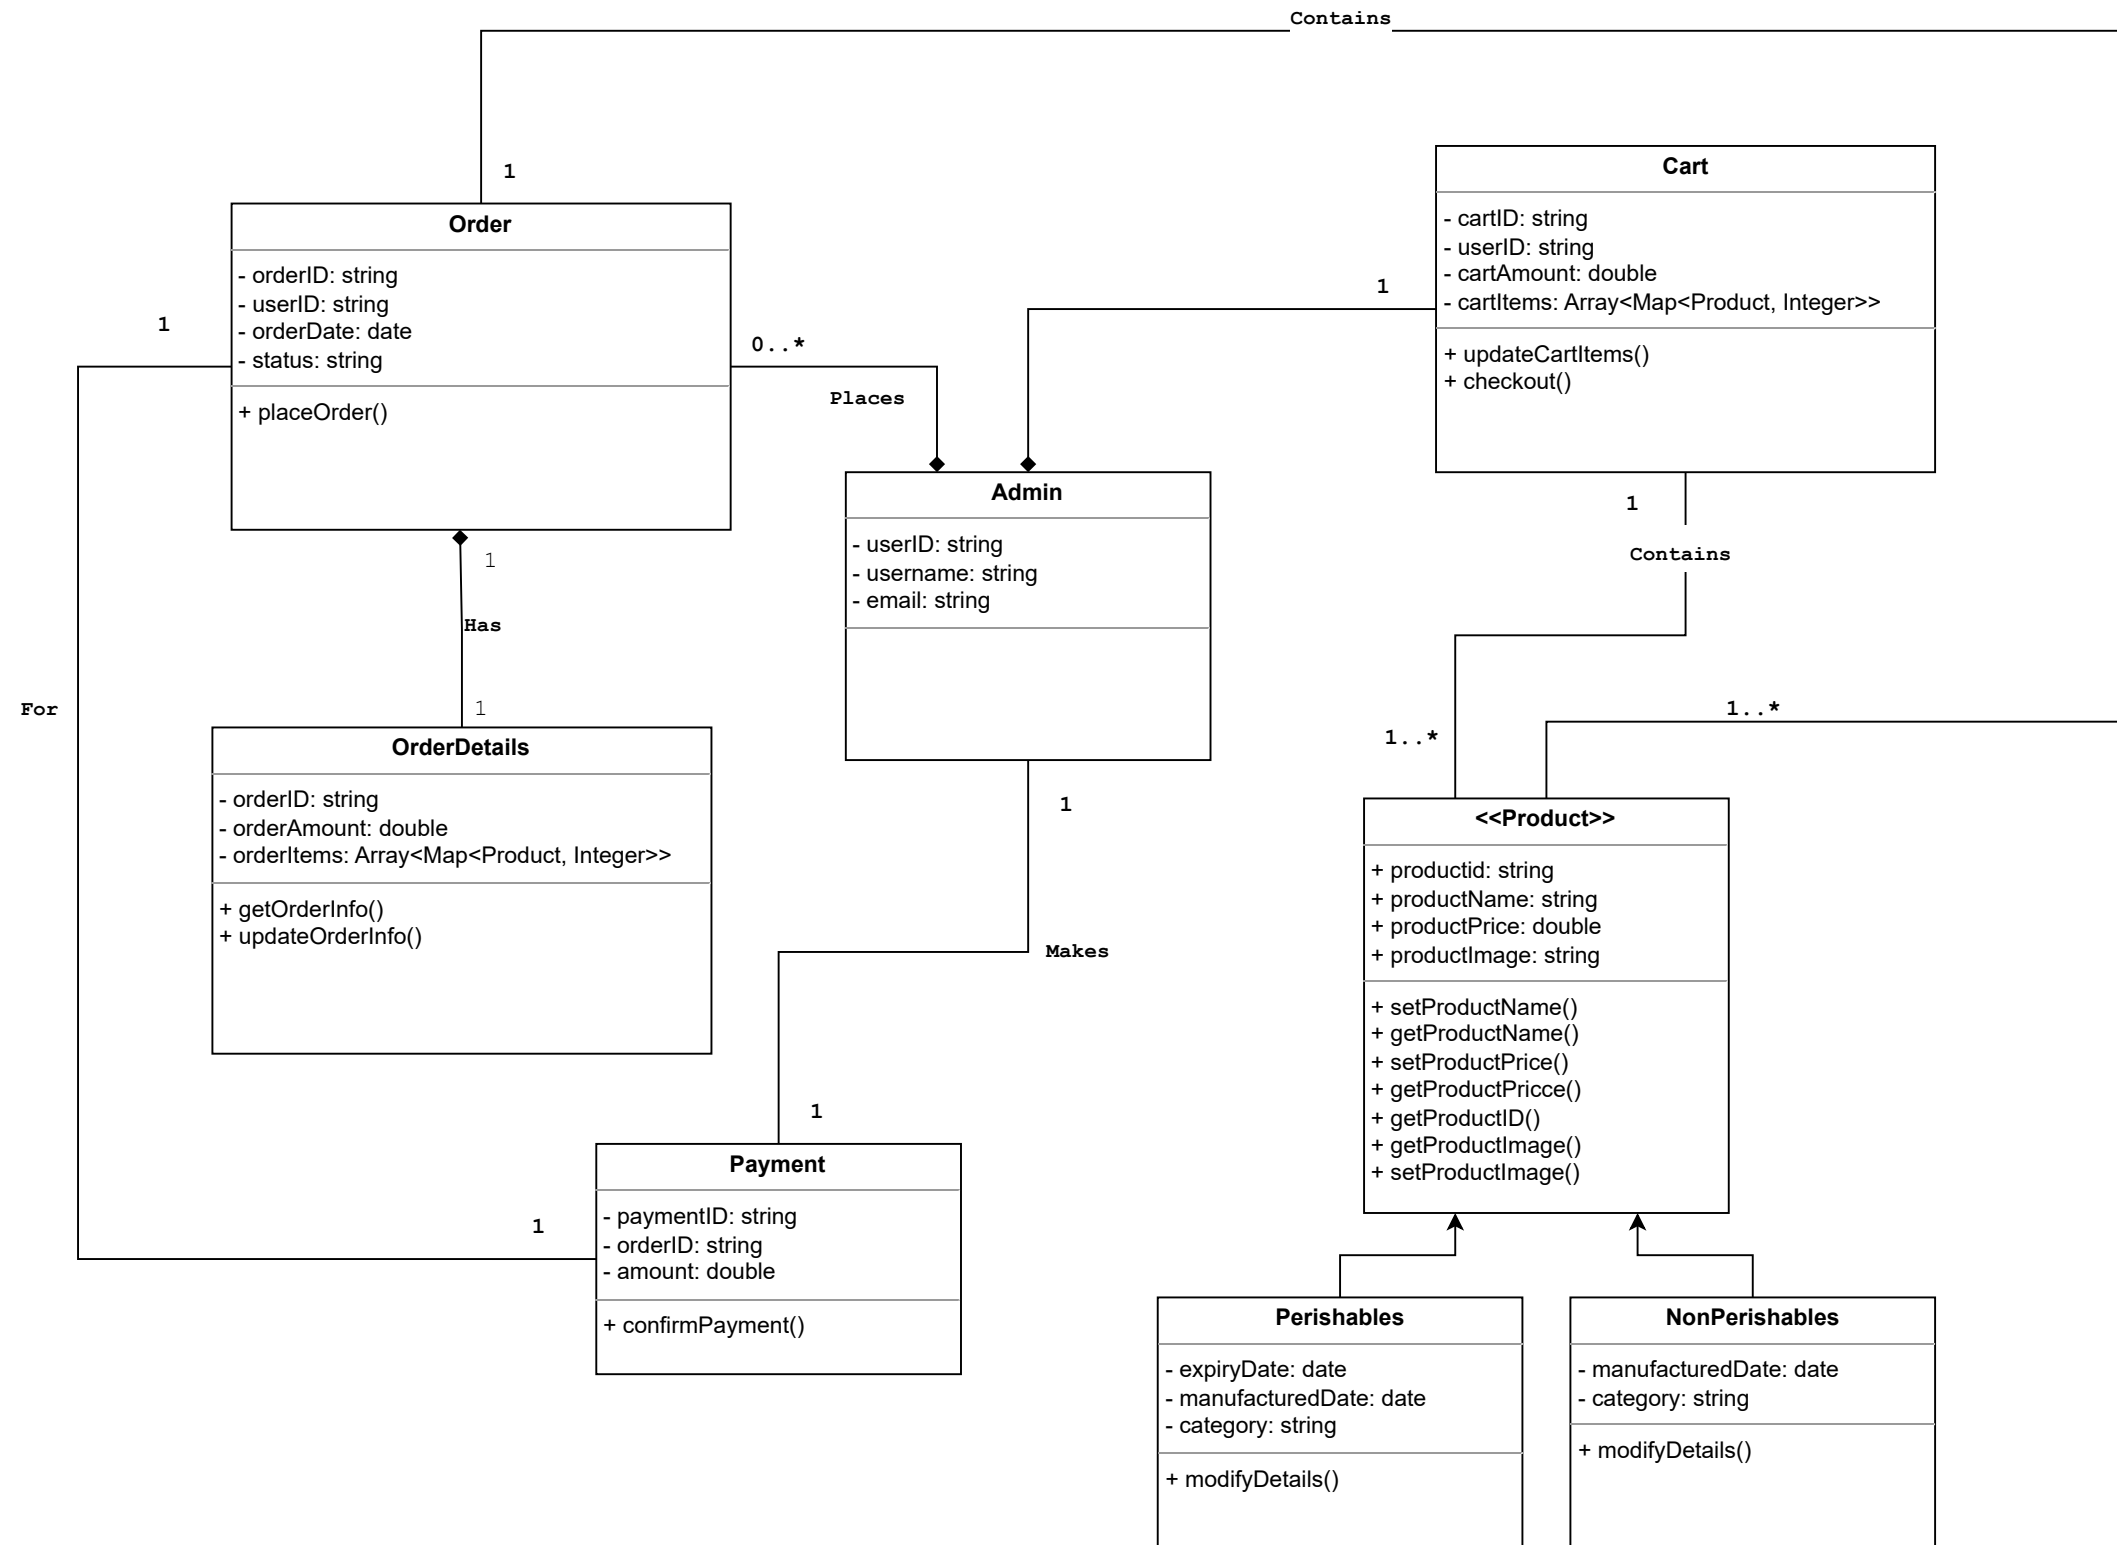 Contains
1
Order
- orderID: string
- userID: string
- orderDate: date
- status: string
+ placeOrder()
1
0..*
Places
1
Cart
- cartID: string
- userID: string
- cartAmount: double
- cartItems: Array<Map<Product, Integer>>
+ updateCartItems()
+ checkout()
Admin
- userID: string
- username: string
- email: string
1
Contains
1
Has
1
For
OrderDetails
- orderID: string
- orderAmount: double
- orderItems: Array<Map<Product, Integer>>
+ getOrderInfo()
+ updateOrderInfo()
1
Makes
1
1..*
1..*
<<Product>>
+ productid: string
+ productName: string
+ productPrice: double
+ productImage: string
+ setProductName()
+ getProductName()
+ setProductPrice()
+ getProductPricce()
+ getProductID()
+ getProductImage()
+ setProductImage()
1
Payment
- paymentID: string
- orderID: string
- amount: double
+ confirmPayment()
Perishables
- expiryDate: date
- manufacturedDate: date
- category: string
+ modifyDetails()
NonPerishables
- manufacturedDate: date
- category: string
+ modifyDetails()